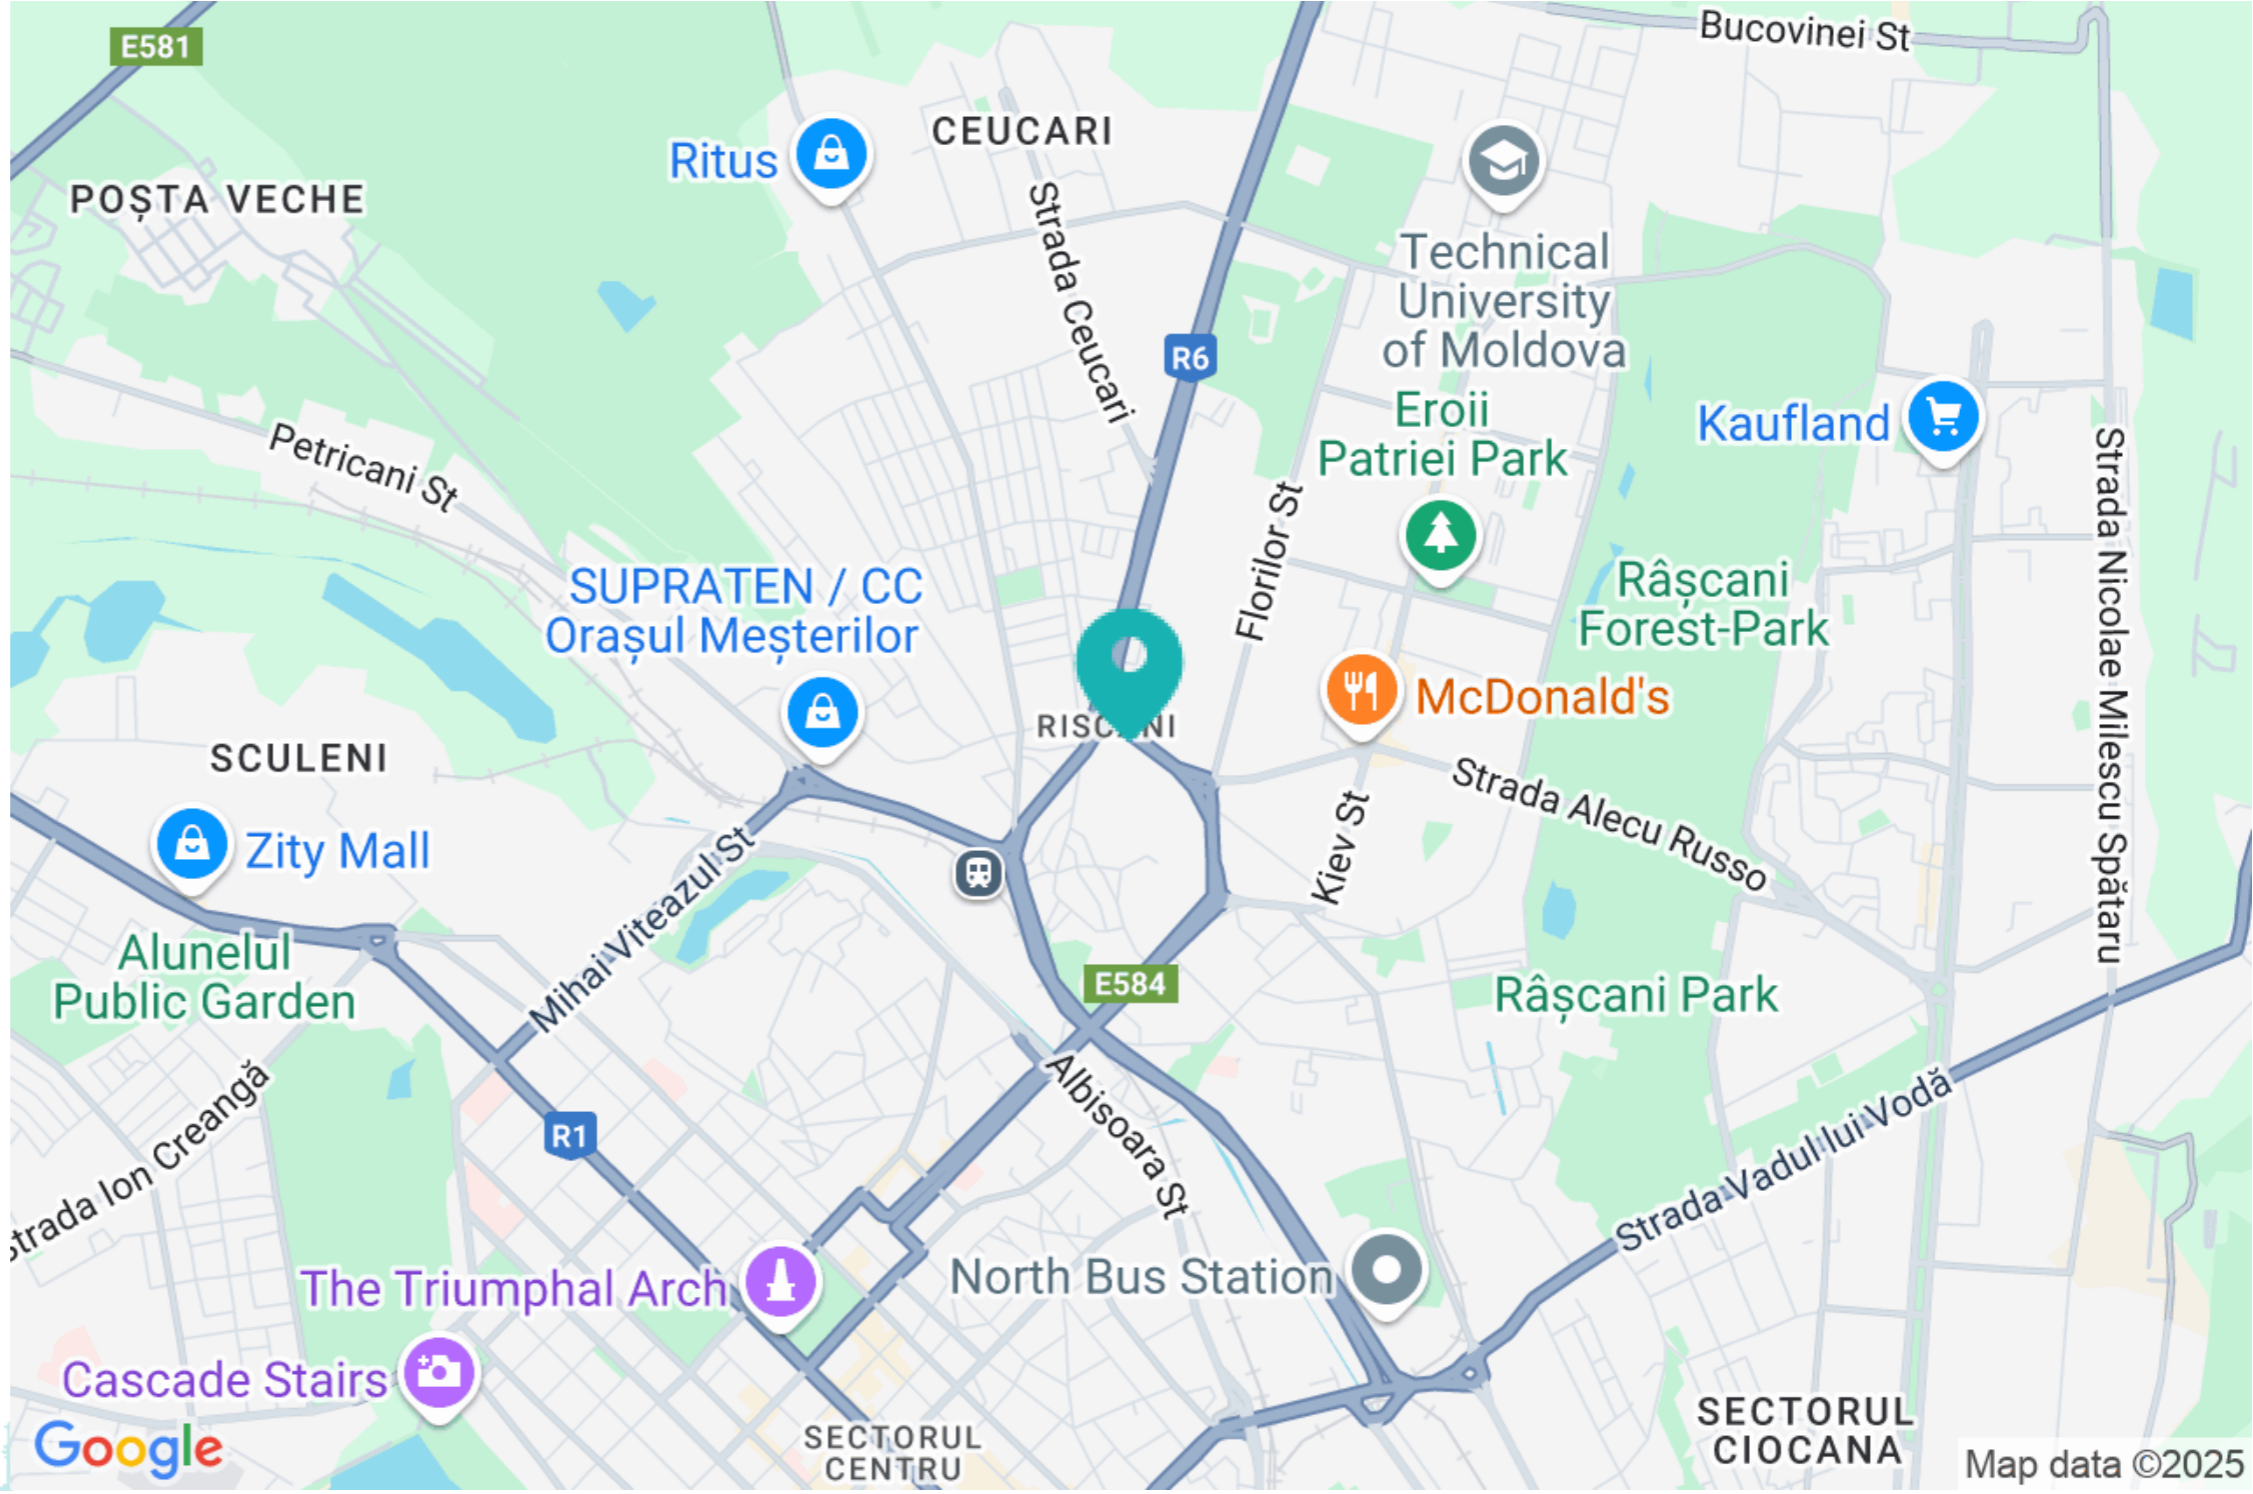 E581
Bucovinei St
CEUCARI
Ritus
POȘTA VECHE
Strada Ceucari
Technical
University
of Moldova
R6
Eroii
Patriei Park
Kaufland
Petricani St
Florilor St
Strada Nicolae Milescu Spătaru
SUPRATEN / CC
Orașul Meșterilor
Râșcani
Forest-Park
McDonald's
SCULENI
Strada Alecu Russo
Zity Mall
Kiev St
Mihai Viteazul St
Alunelul
Public Garden
E584
Râșcani Park
Albisoara St
Strada Vadul lui Vodă
R1
Strada Ion Creangă
North Bus Station
The Triumphal Arch
Cascade Stairs
SECTORUL
CENTRU
SECTORUL
CIOCANA
Google
Map data ©2025